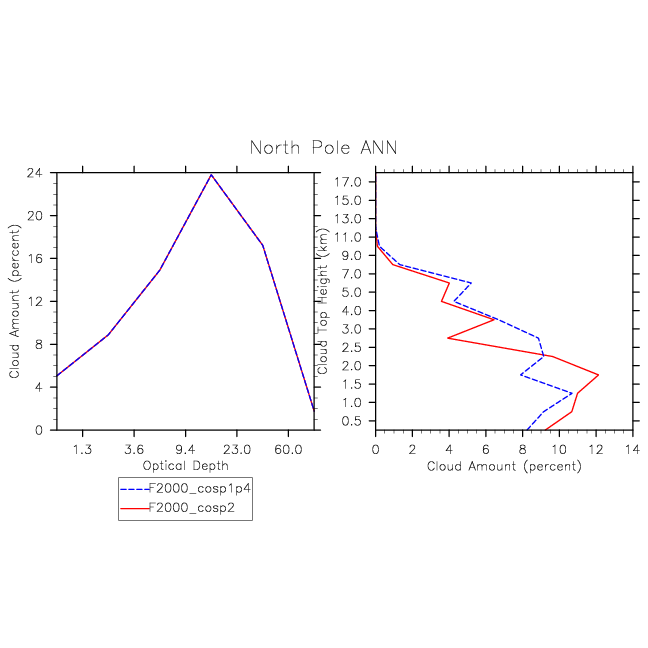 North Pole ANN
Cloud Amount (percent)
24
20
16
12
8
4
0
1.3 3.6 9.4 23.0 60.0
Optical Depth
Cloud Top Height (km)
17.0
15.0
13.0
11.0
9.0
7.0
5.0
4.0
3.0
2.5
2.0
1.5
1.0
0.5
0 2 4 6 8 10 12 14
Cloud Amount (percent)
F2000_cosp1p4
F2000_cosp2